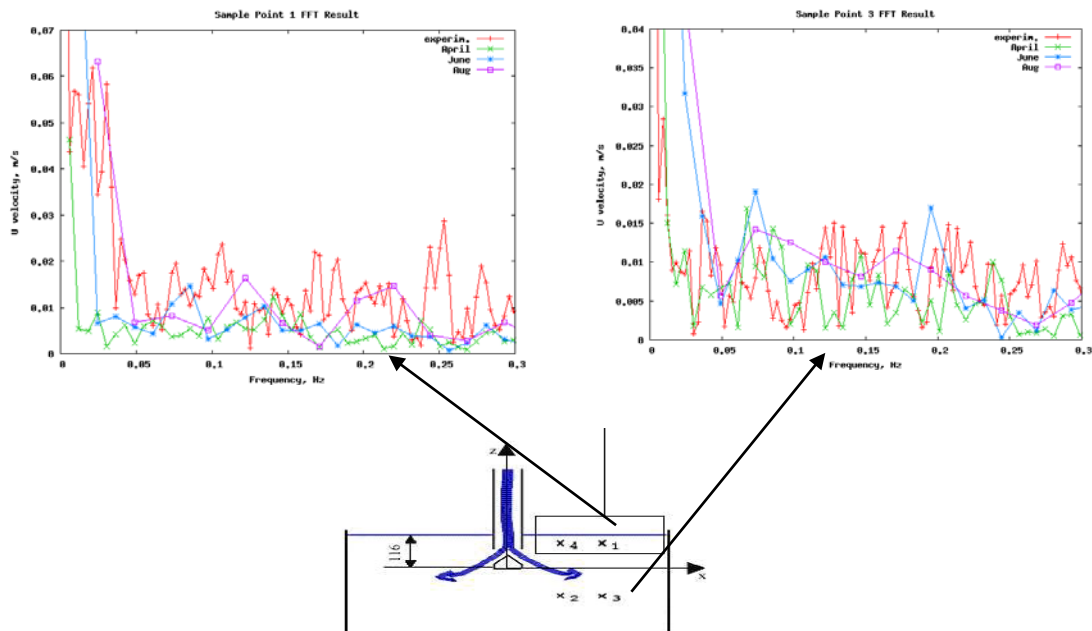 Sample Point 1 FFT Result
0.07
0.06
0.05
0.04
0.03
0.02
0.01
0
U velocity, m/s
experim.
April
June
Aug
0 0.05 0.1 0.15 0.2 0.25 0.3
Frequency, Hz
Sample Point 3 FFT Result
0.04
0.035
0.03
0.025
0.02
0.015
0.01
0.005
0
U velocity, m/s
experim.
April
June
Aug
0 0.05 0.1 0.15 0.2 0.25 0.3
Frequency, Hz
z
116
× 4 × 1
x
× 2 × 3